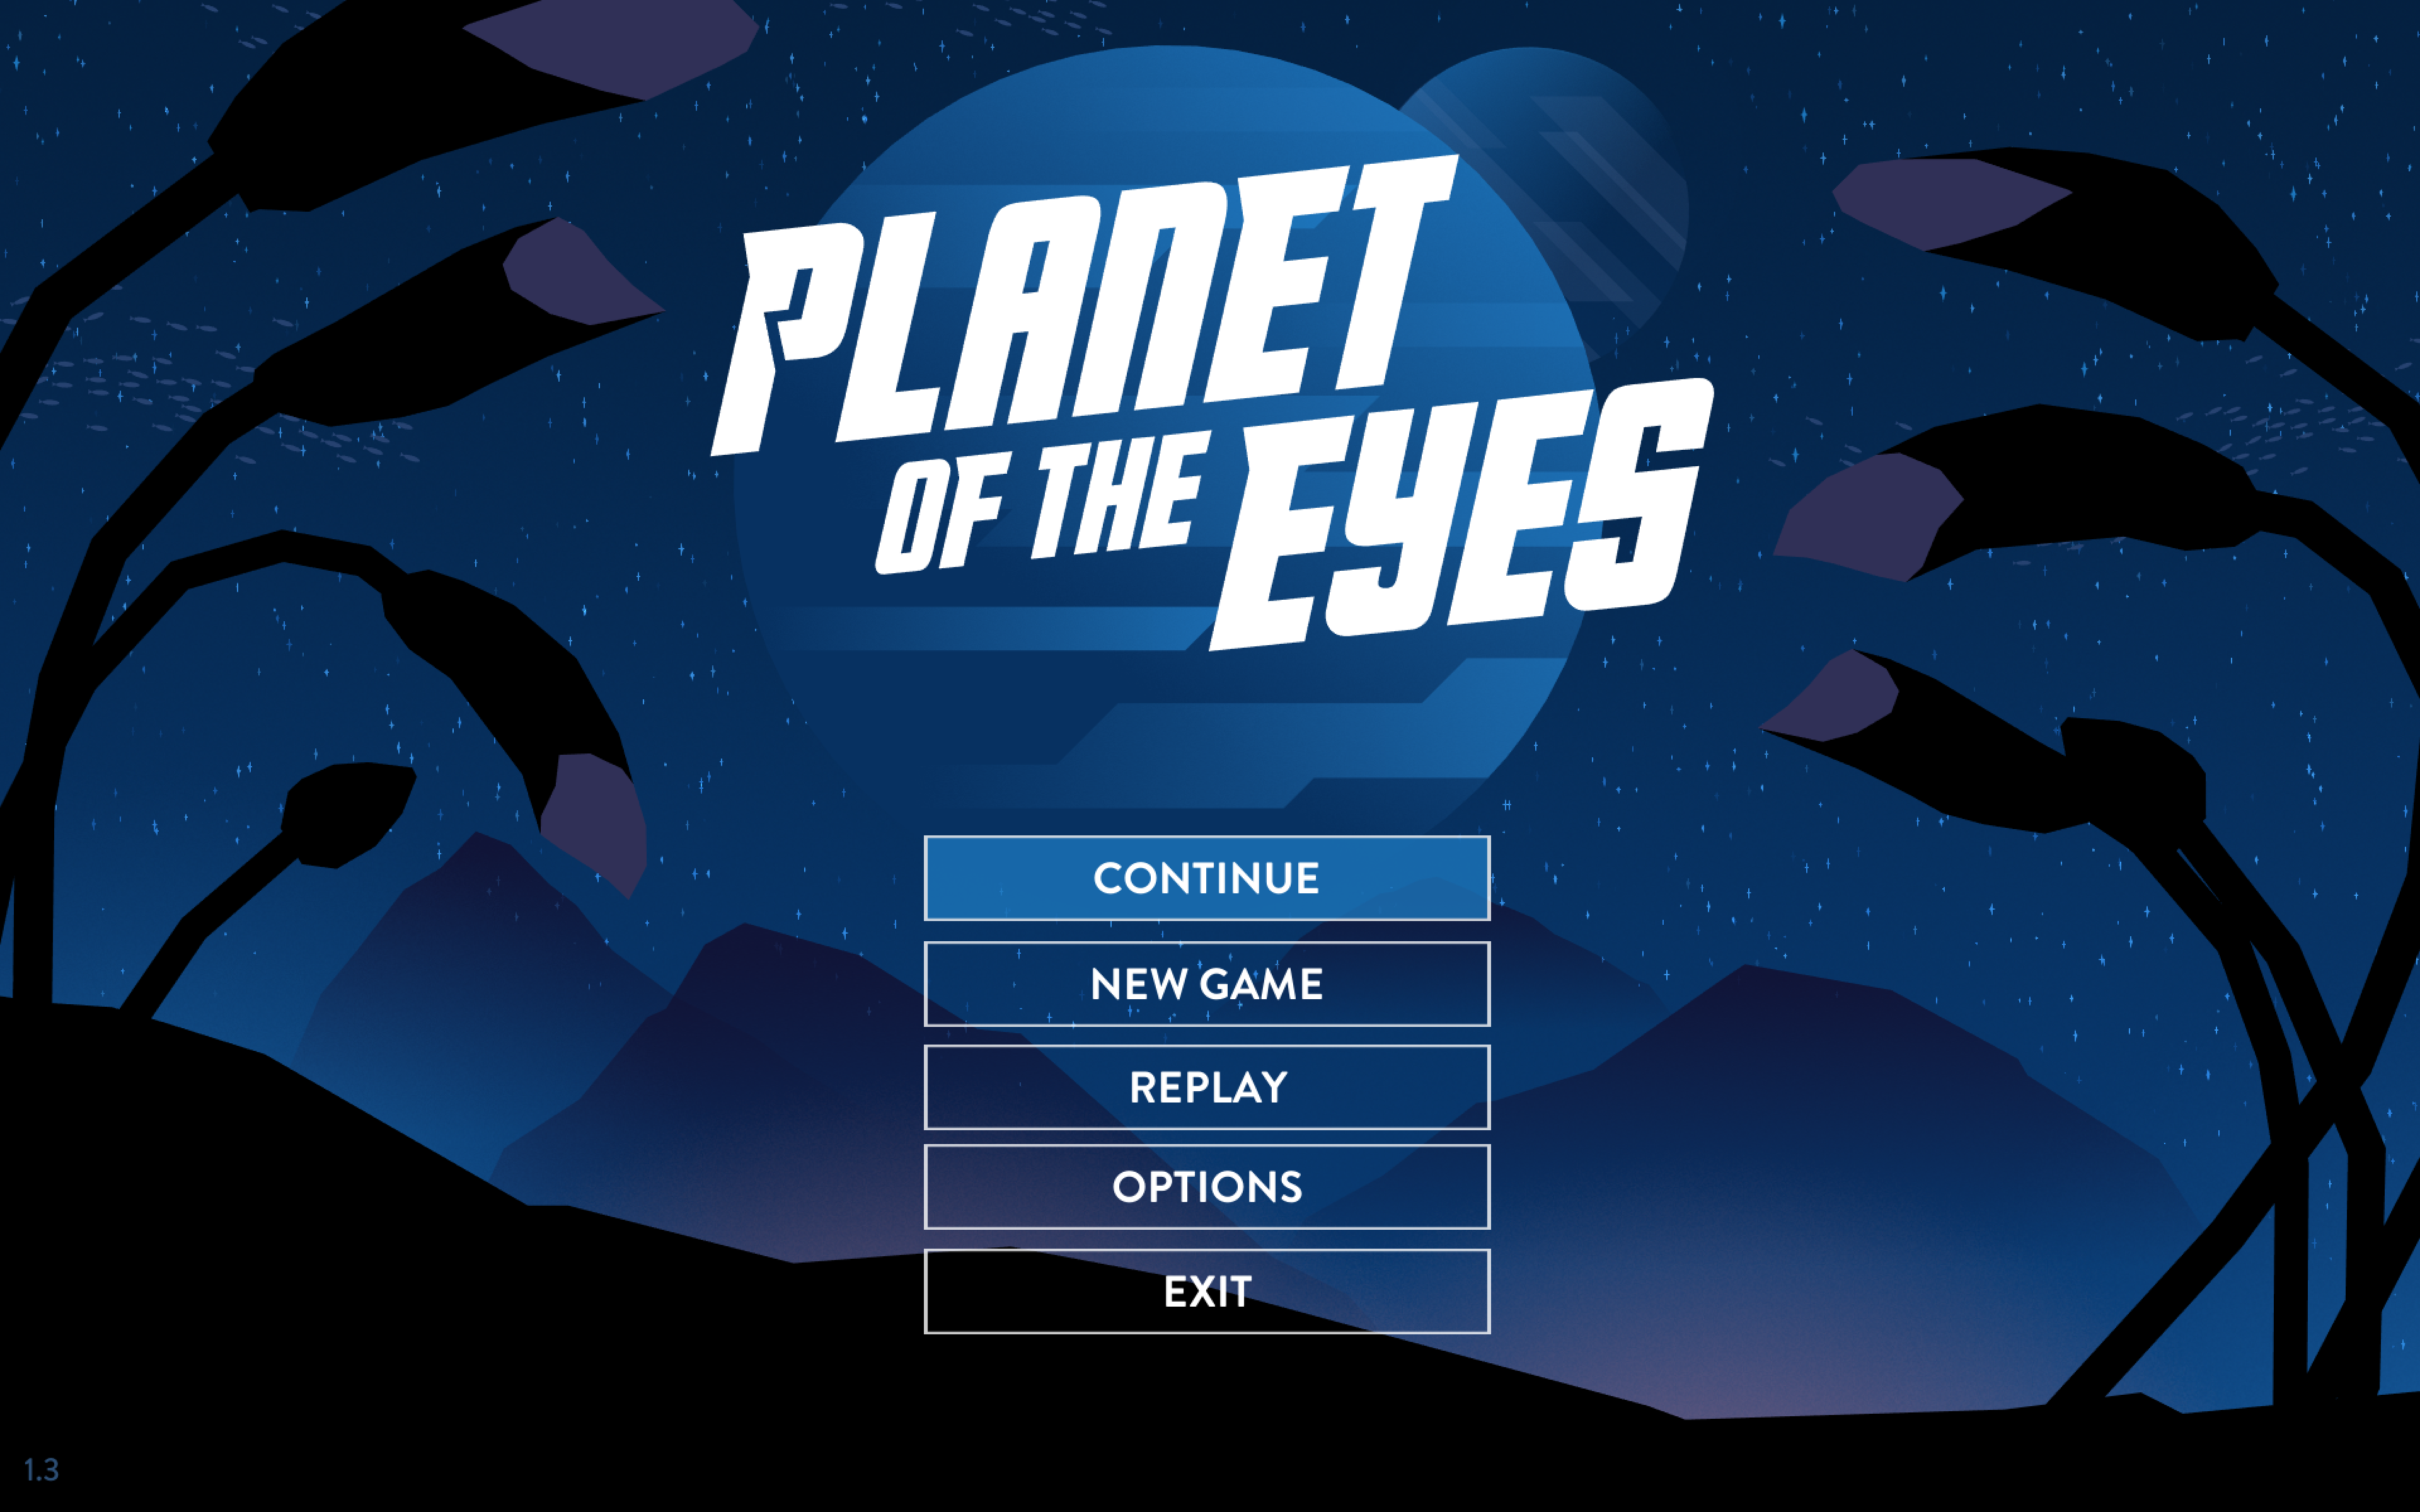 PLANET
OF THE EYES
CONTINUE
NEW GAME
REPLAY
OPTIONS
EXIT
1.3